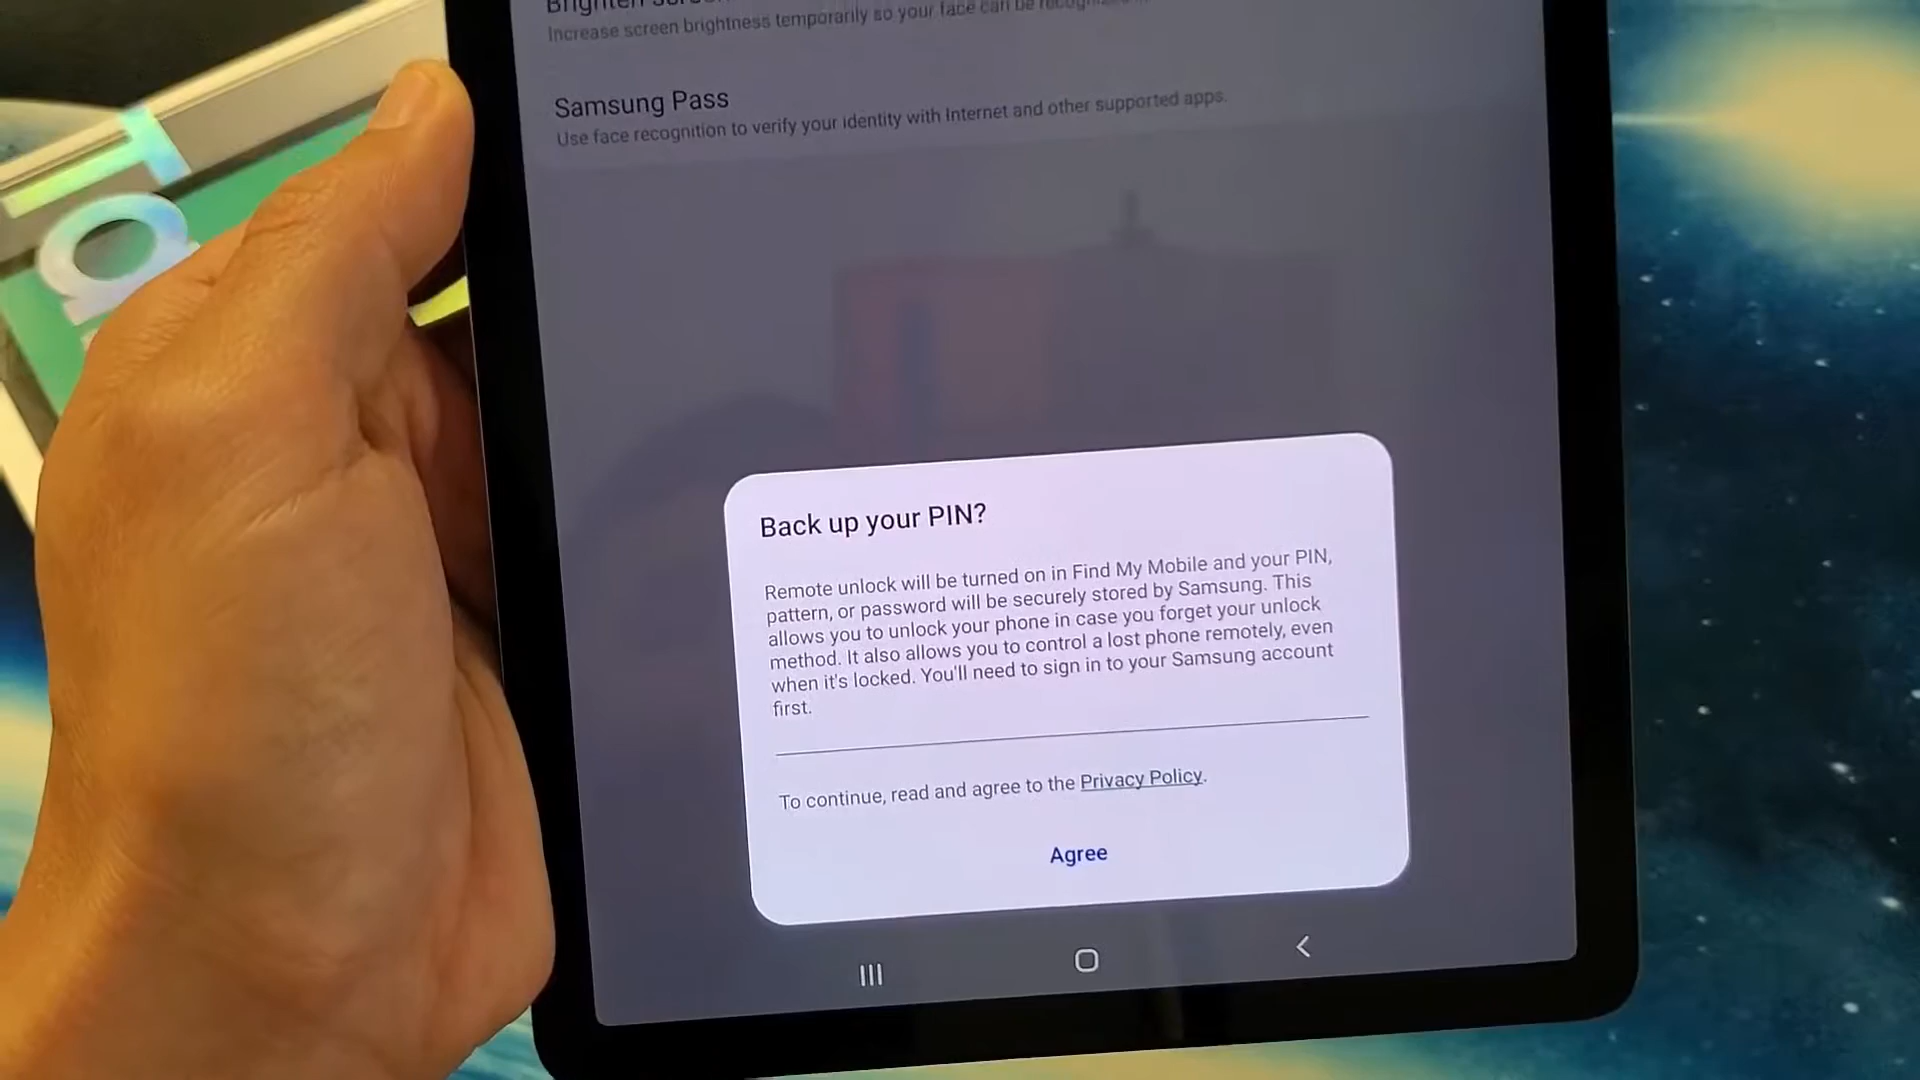 Brighten
Increase screen brightness temporarily so your face can be
Samsung Pass
Use face recognition to verify your identity with Internet and other supported apps.
Back up your PIN?
Remote unlock will be turned on in Find My Mobile and your PIN,
pattern, or password will be securely stored by Samsung. This
allows you to unlock your phone in case you forget your unlock
method. It also allows you to control a lost phone remotely, even
when it's locked. You'll need to sign in to your Samsung account
first.
To continue, read and agree to the Privacy Policy.
Agree